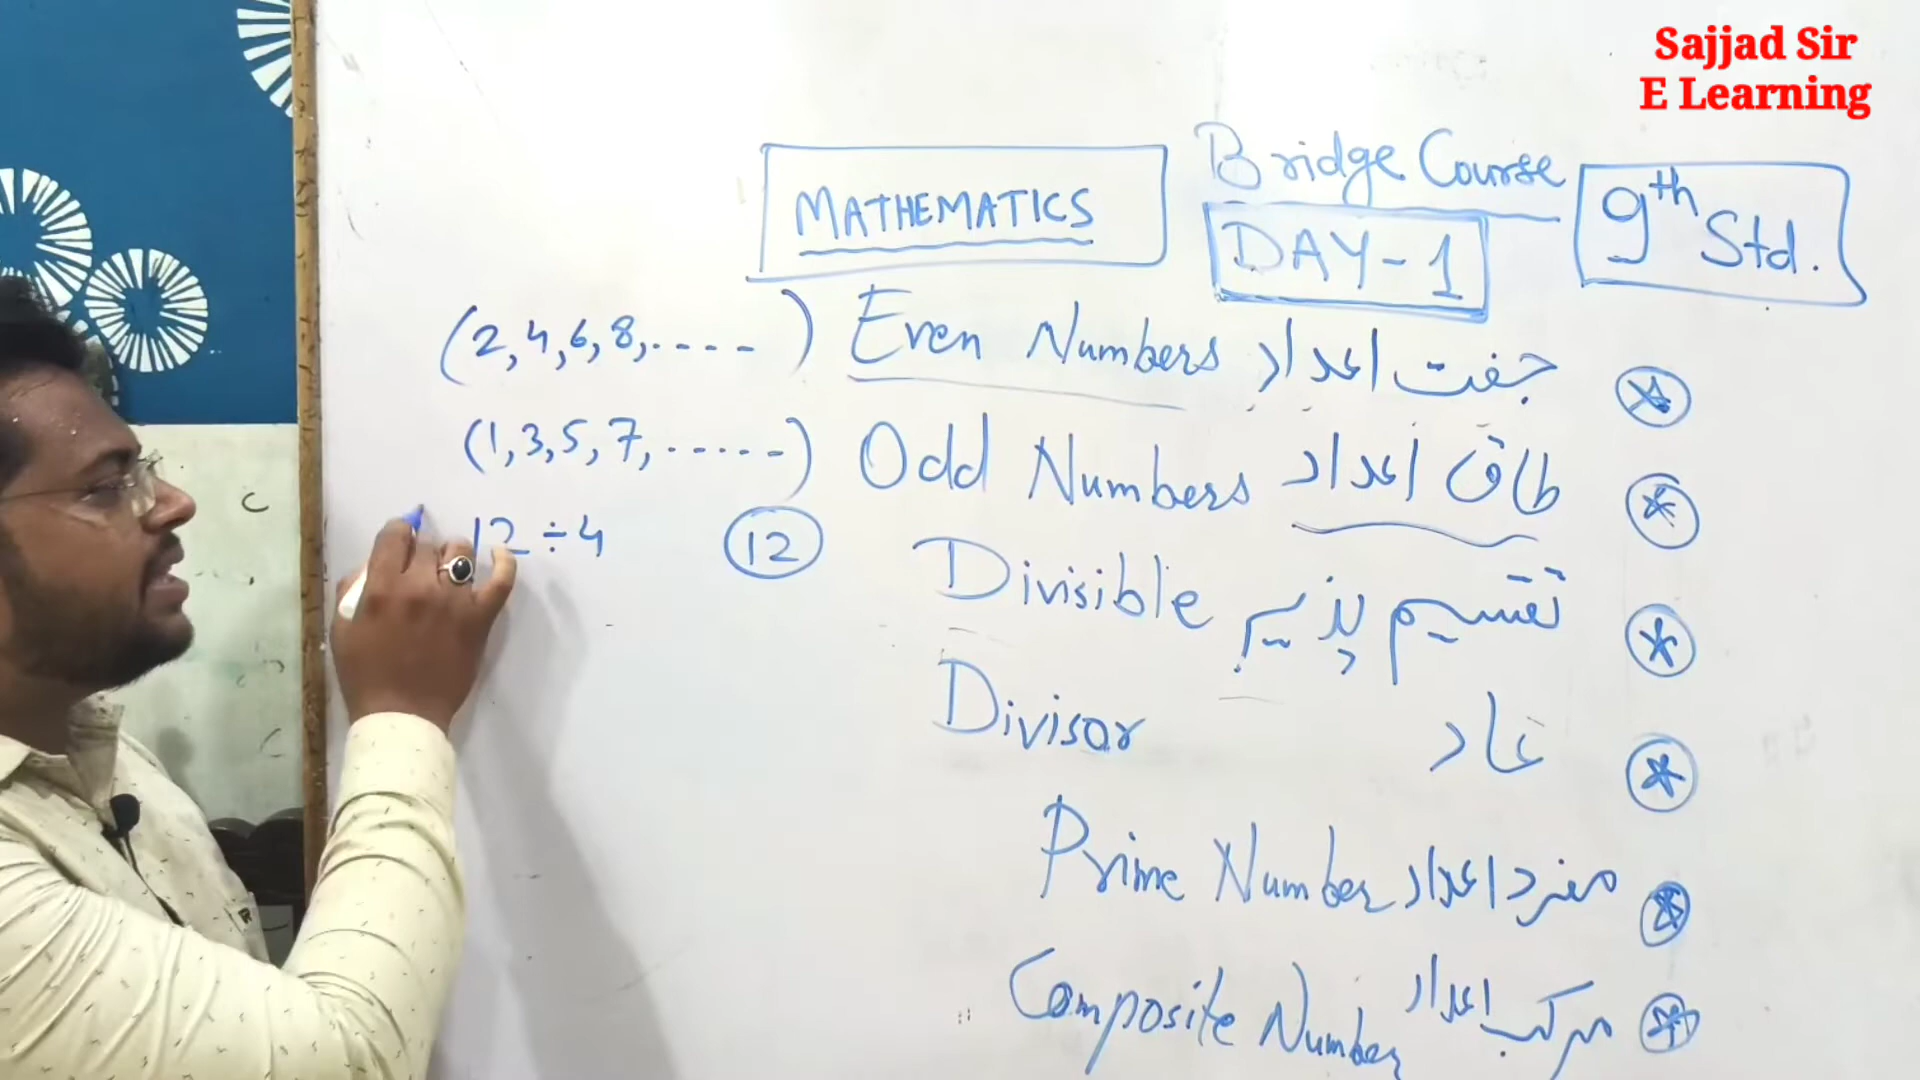 Sajjad Sir
E Learning
MATHEMATICS
Bridge Course
DAY-1
9th Std.
(2, 4, 6, 8, ....) Even Numbers جفت اعداد
(1, 3, 5, 7, .....) Odd Numbers طاق اعداد
12 ÷ 4 12 Divisible تقسیم پذیر
Divisor عاد
Prime Number مفرد اعداد
Composite Number مرکب اعداد